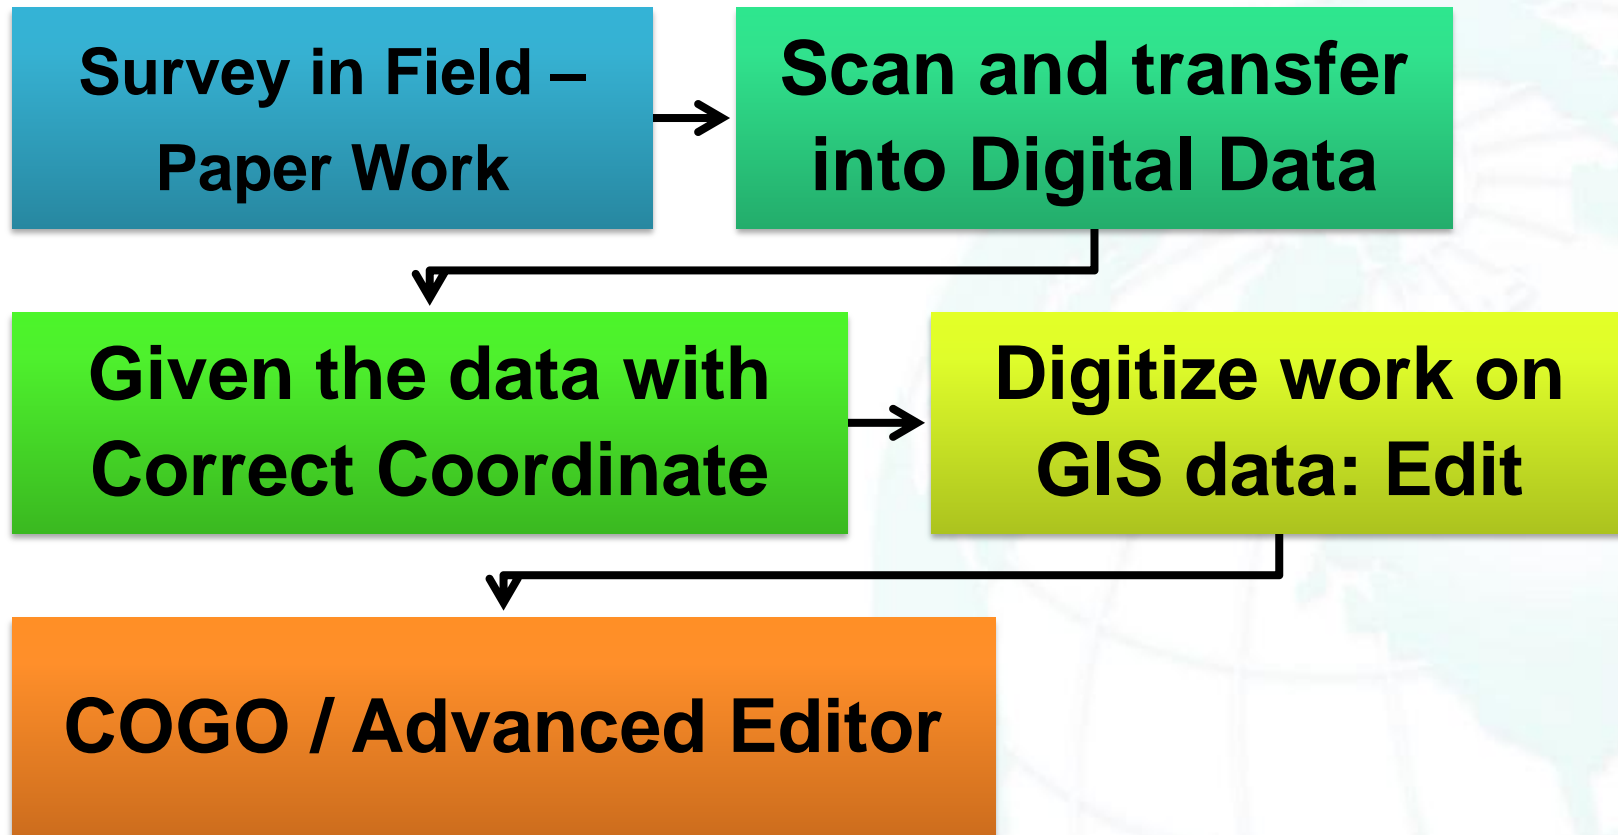 Survey in Field –
Paper Work
Scan and transfer
into Digital Data
Given the data with
Correct Coordinate
Digitize work on
GIS data: Edit
COGO / Advanced Editor